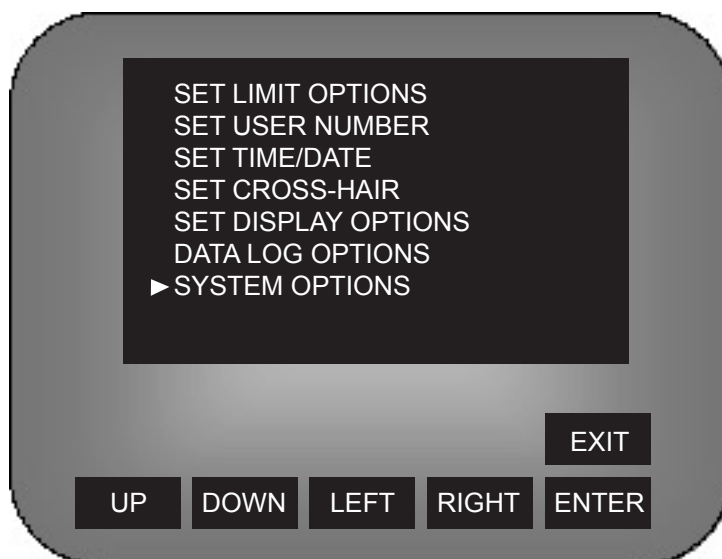 SET LIMIT OPTIONS
SET USER NUMBER
SET TIME/DATE
SET CROSS-HAIR
SET DISPLAY OPTIONS
DATA LOG OPTIONS
►SYSTEM OPTIONS
EXIT
UP DOWN LEFT RIGHT ENTER